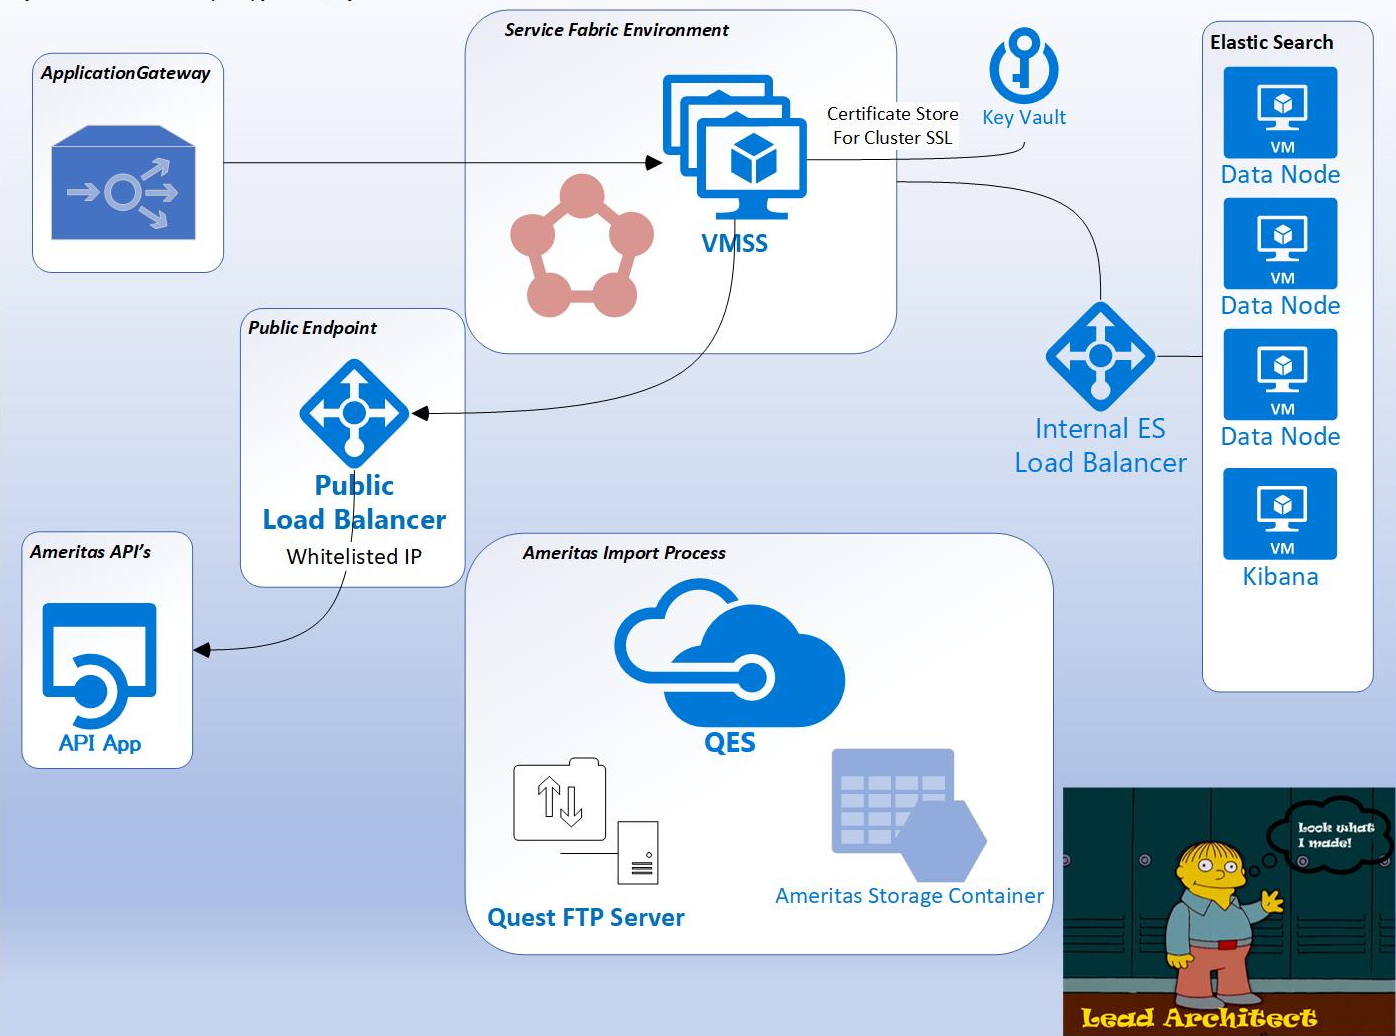 Service Fabric Environment
ApplicationGateway
Certificate Store
For Cluster SSL
Key Vault
VMSS
Elastic Search
VM
Data Node
VM
Data Node
VM
Data Node
VM
Kibana
Internal ES
Load Balancer
Public Endpoint
Public
Load Balancer
Whitelisted IP
Ameritas API's
API App
Ameritas Import Process
QES
Quest FTP Server
Ameritas Storage Container
Look what
I made!
Lead Architect